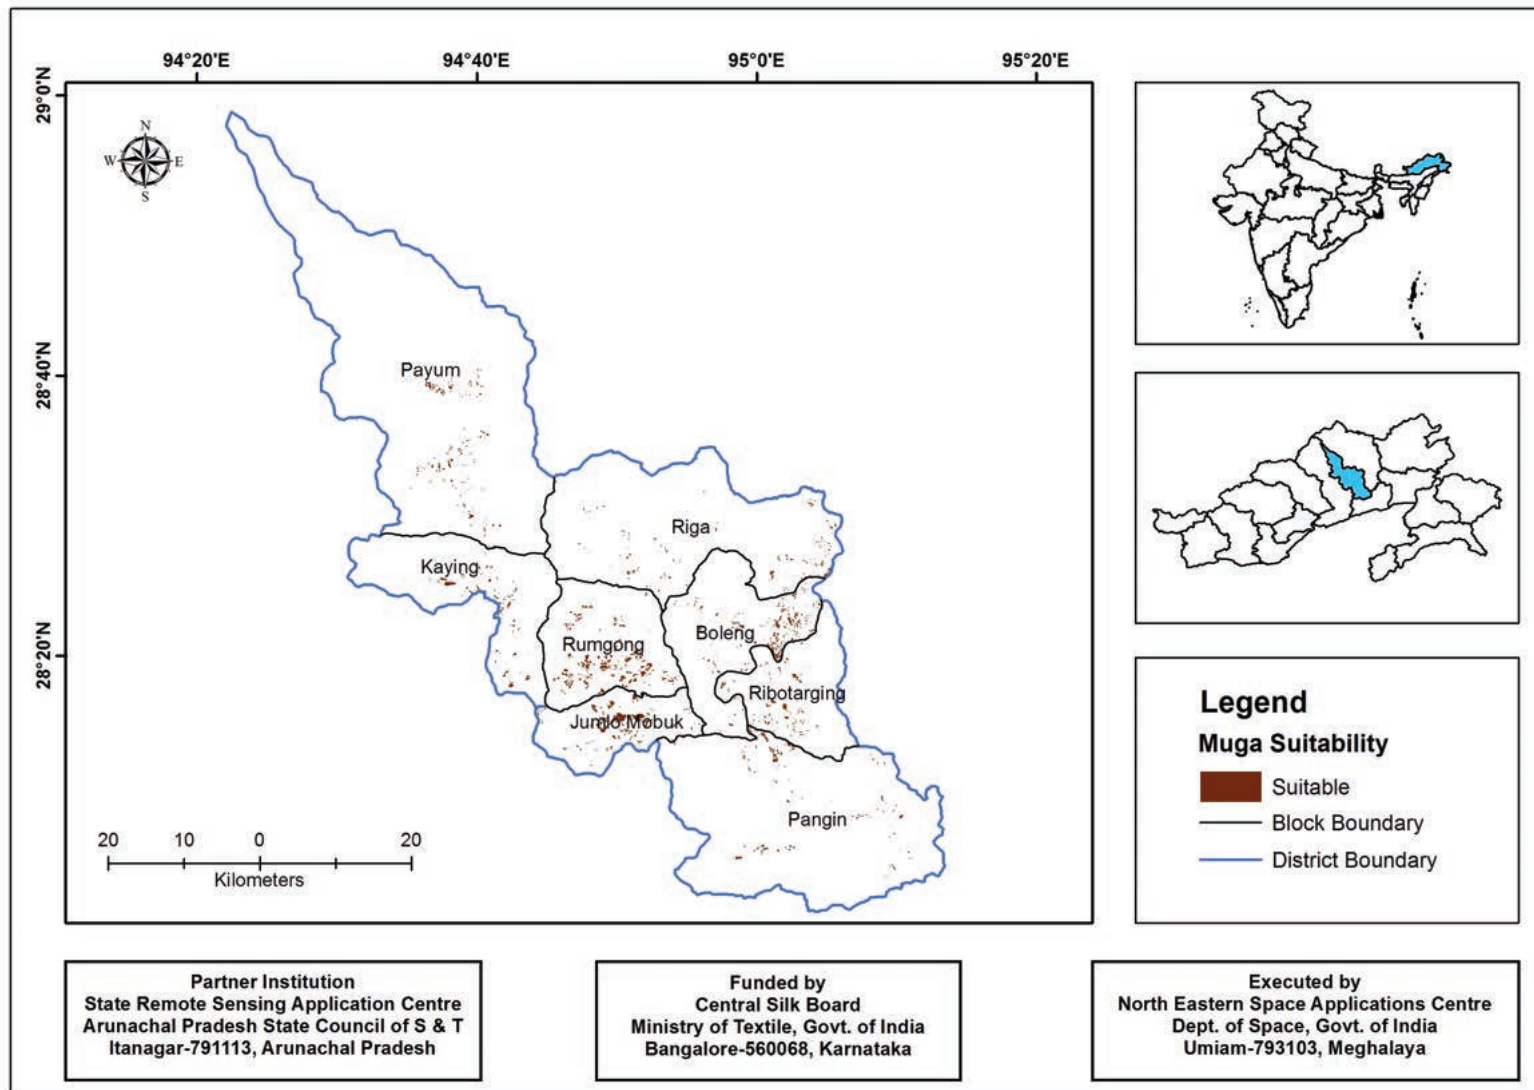 94°20'E 94°40'E 95°0'E 95°20'E
29°0'N
28°40'N
28°20'N
N
W E
S
Payum
Riga
Kaying
Boleng
Rumgong
Ribotarging
Jumlo Mobuk
Pangin
20 10 0 20
Kilometers
Legend
Muga Suitability
Suitable
Block Boundary
District Boundary
Partner Institution
State Remote Sensing Application Centre
Arunachal Pradesh State Council of S & T
Itanagar-791113, Arunachal Pradesh
Funded by
Central Silk Board
Ministry of Textile, Govt. of India
Bangalore-560068, Karnataka
Executed by
North Eastern Space Applications Centre
Dept. of Space, Govt. of India
Umiam-793103, Meghalaya